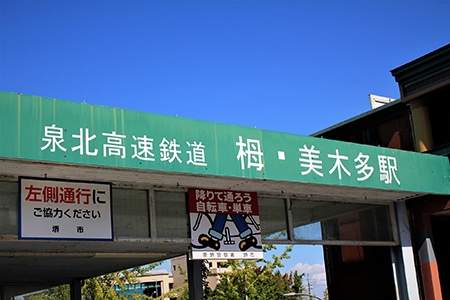 泉北高速鉄道 栂・美木多駅
左側通行に
ご協力ください
堺市
降りて通ろう
自転車・単車